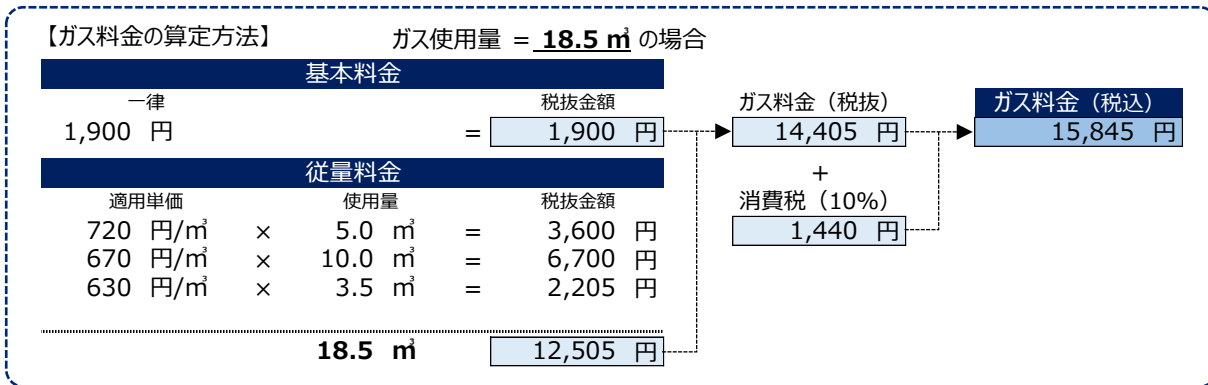 【ガス料金の算定方法】 ガス使用量 = 18.5 ㎥ の場合
基本料金
一律 税抜金額
1,900 円 = 1,900 円
従量料金
適用単価 使用量 税抜金額
720 円/㎥ × 5.0 ㎥ = 3,600 円
670 円/㎥ × 10.0 ㎥ = 6,700 円
630 円/㎥ × 3.5 ㎥ = 2,205 円
18.5 ㎥ 12,505 円
ガス料金（税抜）
14,405 円
+
消費税（10%）
1,440 円
ガス料金（税込）
15,845 円